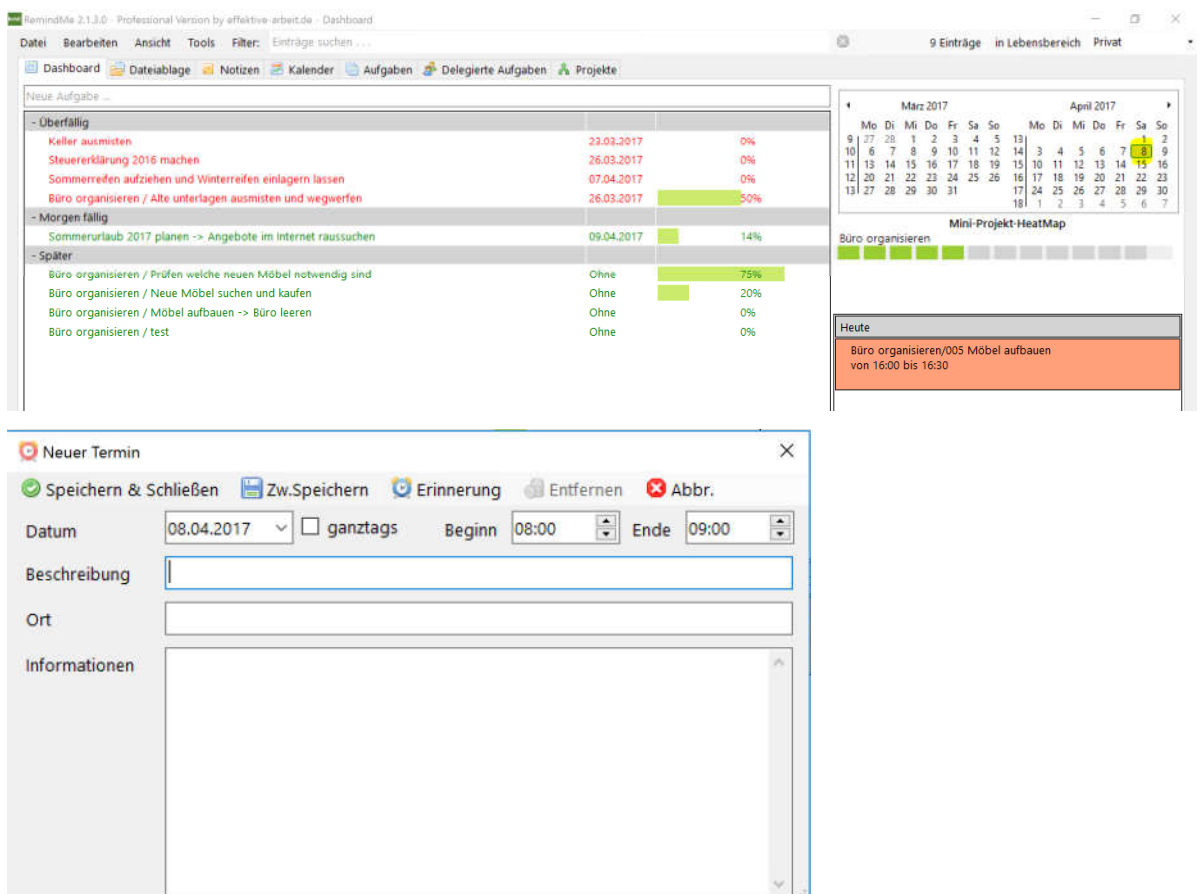 RemindMe 2.1.3.0 - Professional Version by effektive-arbeit.de - Dashboard
Datei Bearbeiten Ansicht Tools Filter: Einträge suchen . . . 9 Einträge in Lebensbereich Privat
Dashboard Dateiablage Notizen Kalender Aufgaben Delegierte Aufgaben Projekte
Neue Aufgabe ...
- Überfällig
Keller ausmisten 23.03.2017 0%
Steuererklärung 2016 machen 26.03.2017 0%
Sommerreifen aufziehen und Winterreifen einlagern lassen 07.04.2017 0%
Büro organisieren / Alte unterlagen ausmisten und wegwerfen 26.03.2017 50%
- Morgen fällig
Sommerurlaub 2017 planen -> Angebote im Internet raussuchen 09.04.2017 14%
- Später
Büro organisieren / Prüfen welche neuen Möbel notwendig sind Ohne 75%
Büro organisieren / Neue Möbel suchen und kaufen Ohne 20%
Büro organisieren / Möbel aufbauen -> Büro leeren Ohne 0%
Büro organisieren / test Ohne 0%
März 2017 April 2017
Mo Di Mi Do Fr Sa So Mo Di Mi Do Fr Sa So
9 27 28 1 2 3 4 5 13 1 2
10 6 7 8 9 10 11 12 14 3 4 5 6 7 8 9
11 13 14 15 16 17 18 19 15 10 11 12 13 14 15 16
12 20 21 22 23 24 25 26 16 17 18 19 20 21 22 23
13 27 28 29 30 31 17 24 25 26 27 28 29 30
18 1 2 3 4 5 6 7
Mini-Projekt-HeatMap
Büro organisieren
Heute
Büro organisieren/005 Möbel aufbauen
von 16:00 bis 16:30
Neuer Termin
Speichern & Schließen Zw.Speichern Erinnerung Entfernen Abbr.
Datum 08.04.2017 ganztags Beginn 08:00 Ende 09:00
Beschreibung
Ort
Informationen